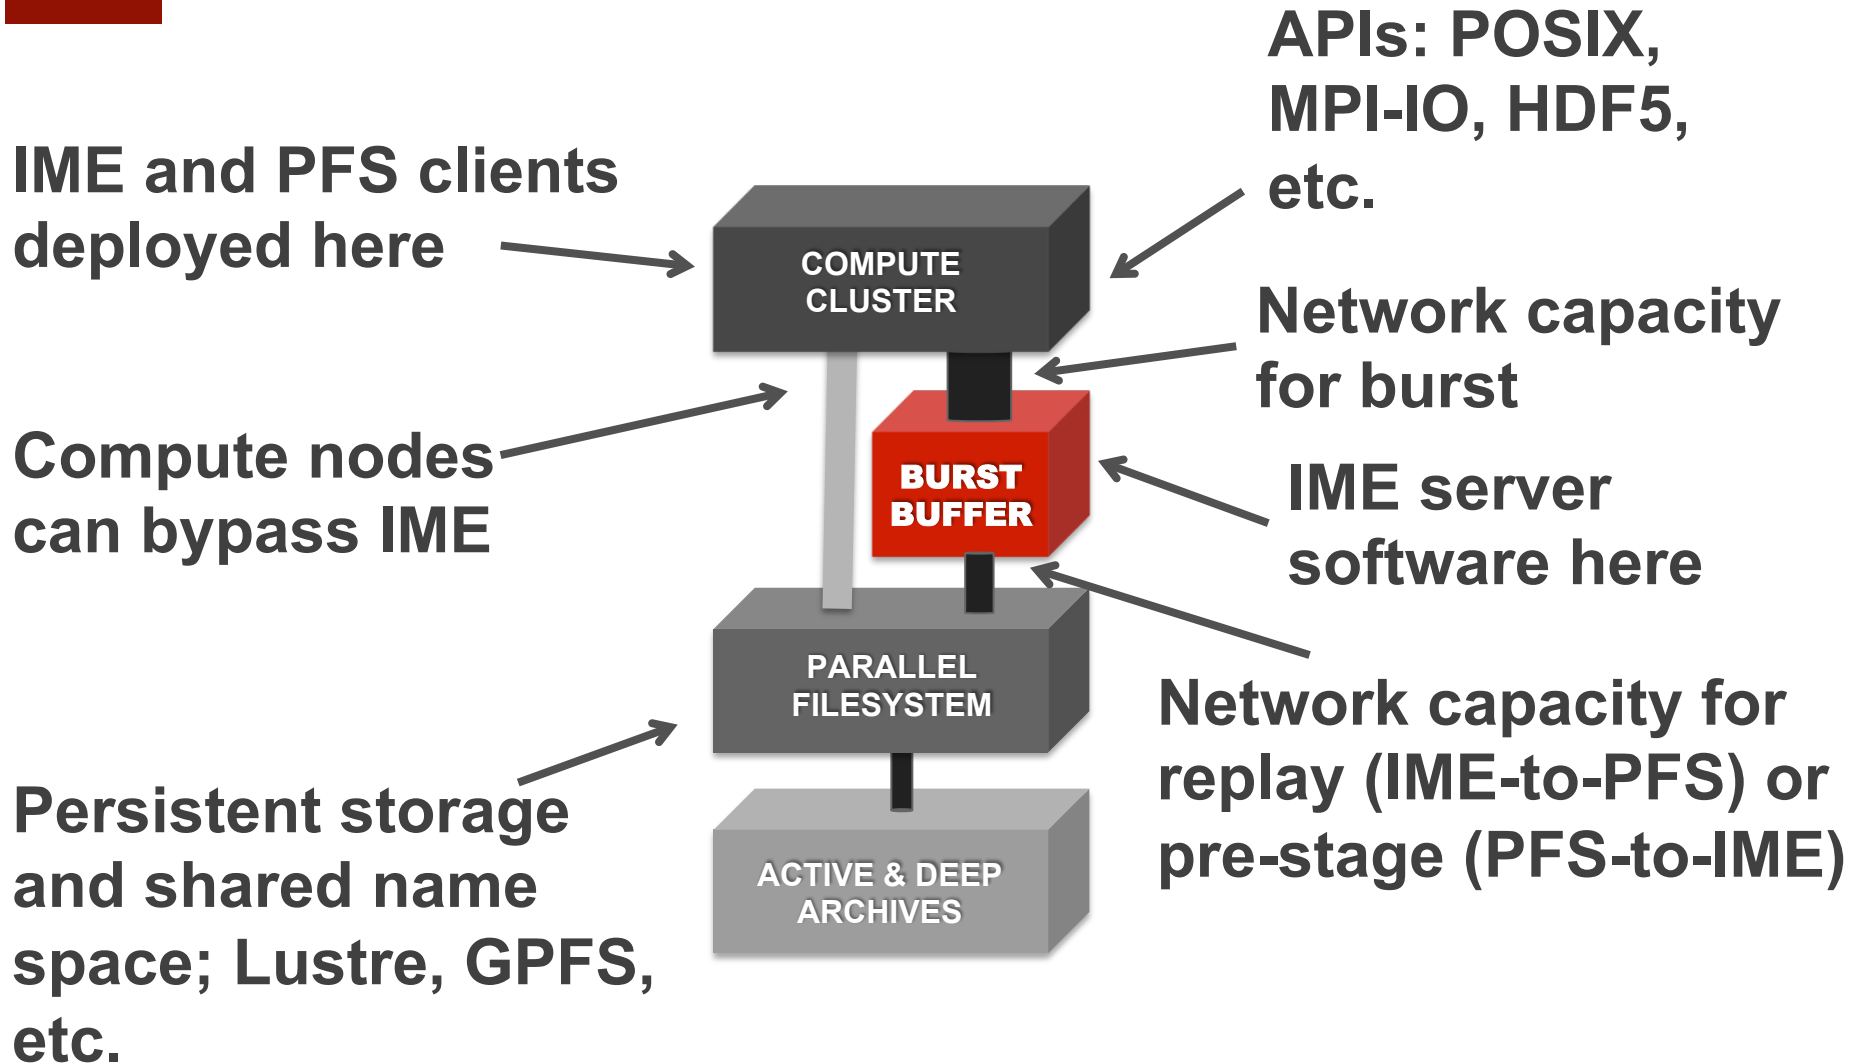 APIs: POSIX,
MPI-IO, HDF5,
etc.
IME and PFS clients
deployed here
COMPUTE
CLUSTER
Network capacity
for burst
Compute nodes
can bypass IME
BURST
BUFFER
IME server
software here
PARALLEL
FILESYSTEM
Network capacity for
replay (IME-to-PFS) or
pre-stage (PFS-to-IME)
Persistent storage
and shared name
space; Lustre, GPFS,
etc.
ACTIVE & DEEP
ARCHIVES